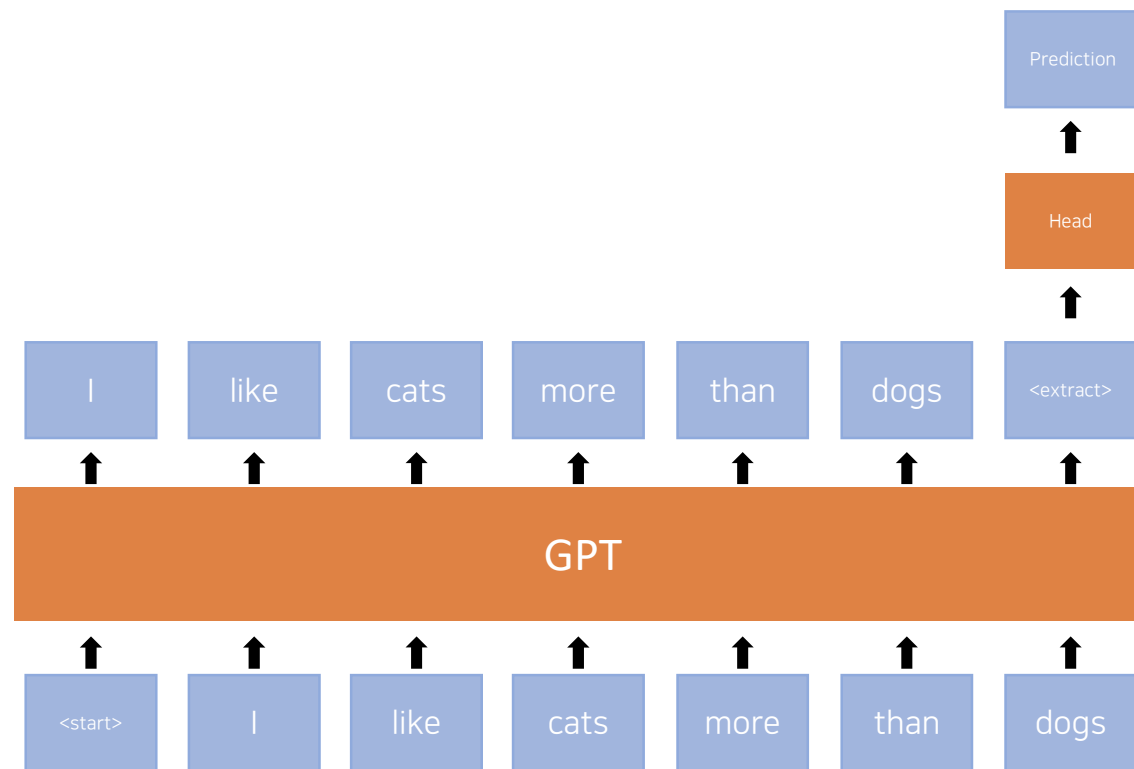 Prediction
Head
I like cats more than dogs <extract>
GPT
<start> I like cats more than dogs